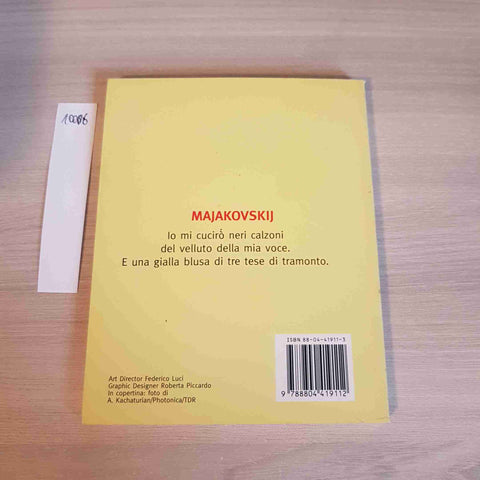 10006
MAJAKOVSKIJ
Io mi cucirò neri calzoni
del velluto della mia voce.
E una gialla blusa di tre tese di tramonto.
ISBN 88-04-41911-3
Art Director Federico Luci
Graphic Designer Roberta Piccardo
In copertina: foto di
A. Kachaturian/Photonica/TDR
9 788804 419112